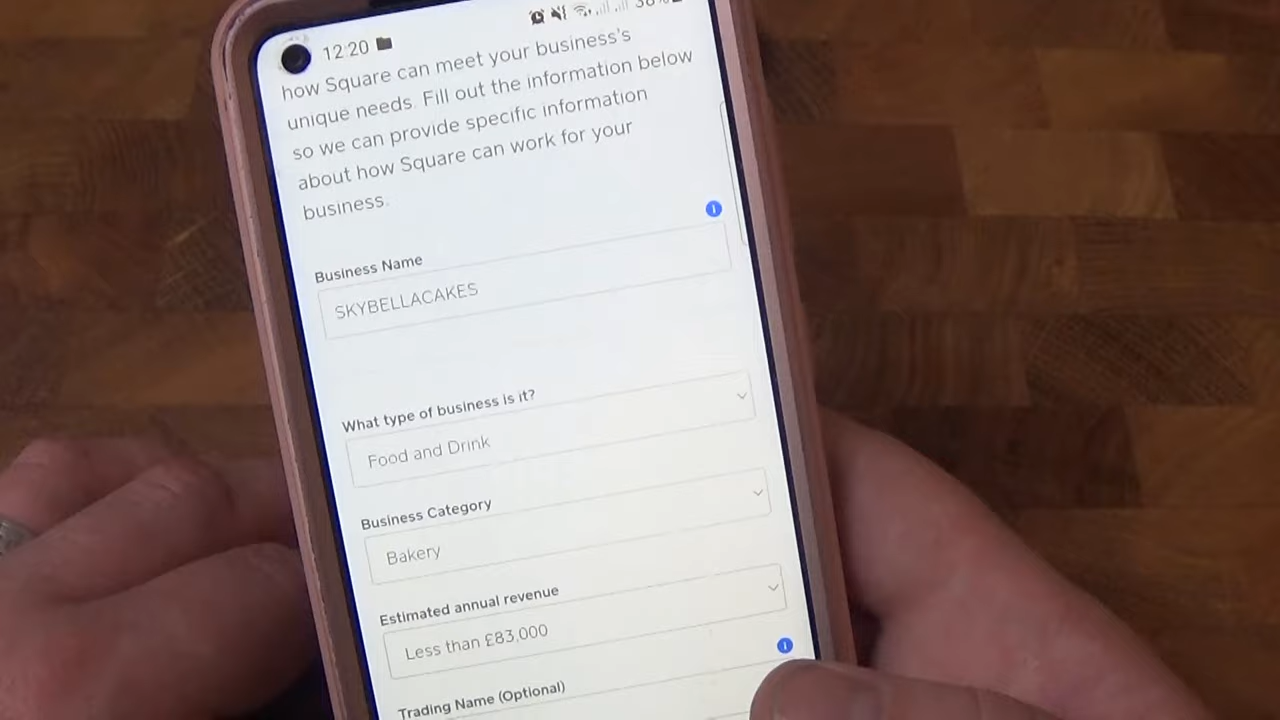 12:20
how Square can meet your business's
unique needs. Fill out the information below
so we can provide specific information
about how Square can work for your
business.
Business Name
SKYBELLACAKES
What type of business is it?
Food and Drink
Business Category
Bakery
Estimated annual revenue
Less than £83,000
Trading Name (Optional)